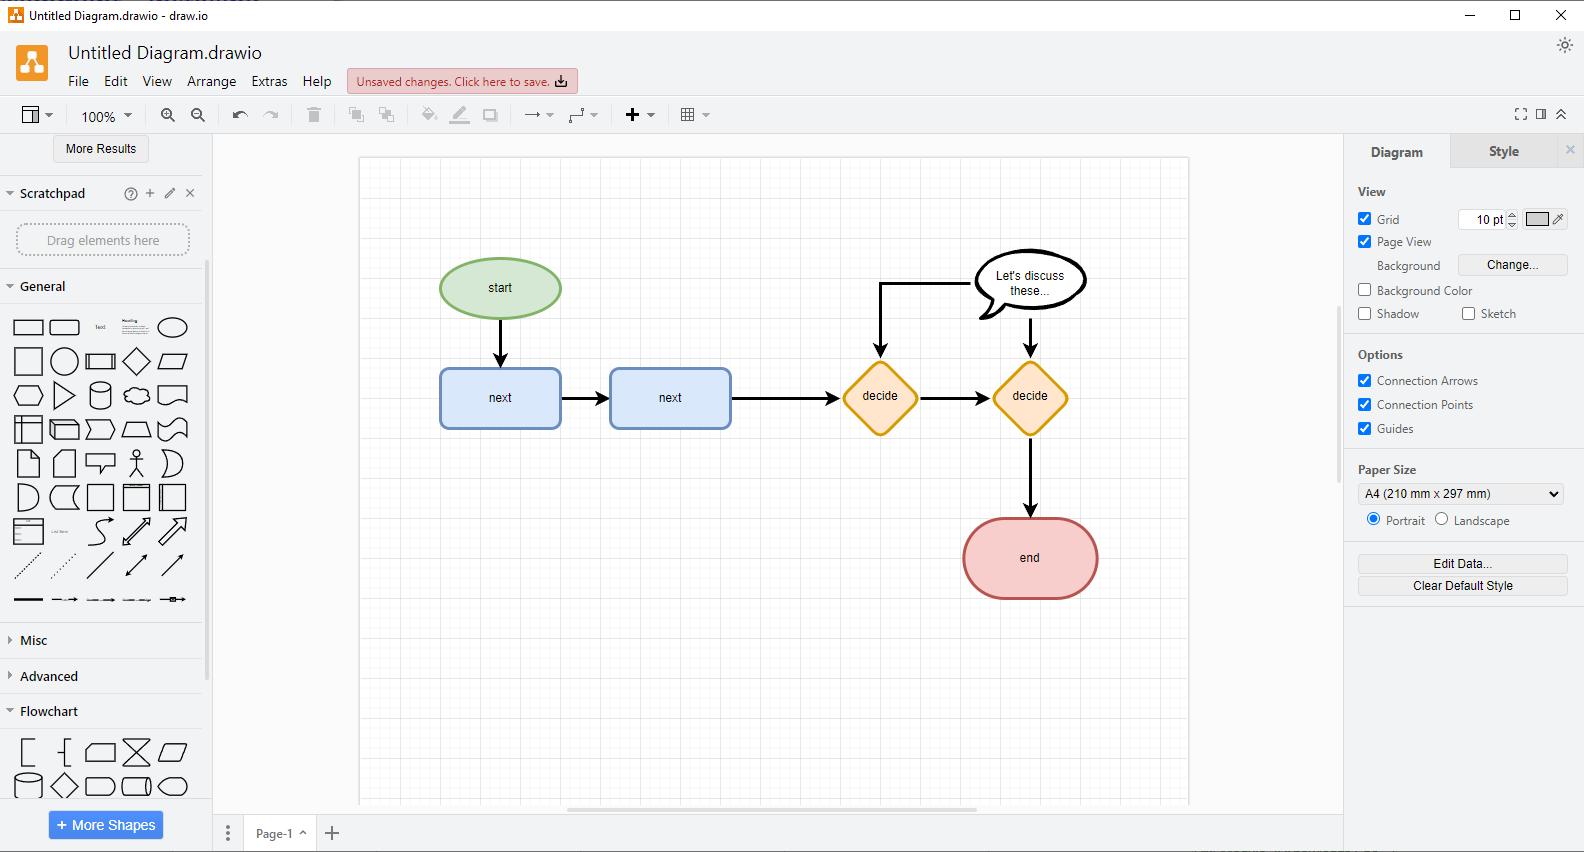 Untitled Diagram.drawio - draw.io
Untitled Diagram.drawio
File Edit View Arrange Extras Help Unsaved changes. Click here to save.
100%
More Results
Scratchpad
Drag elements here
General
Text
Heading
Misc
Advanced
Flowchart
+ More Shapes
start
next
next
decide
decide
Let's discuss
these...
end
Page-1
Diagram Style
View
Grid 10 pt
Page View
Background Change...
Background Color
Shadow Sketch
Options
Connection Arrows
Connection Points
Guides
Paper Size
A4 (210 mm x 297 mm)
Portrait Landscape
Edit Data...
Clear Default Style